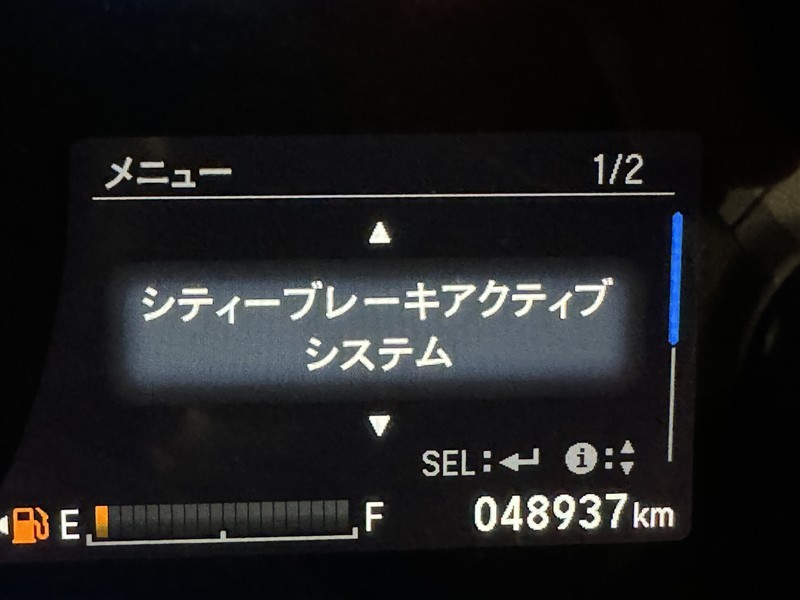 メニュー 1/2
▲
シティーブレーキアクティブ
システム
▼
SEL:↵ i:▲▼
E F 048937km